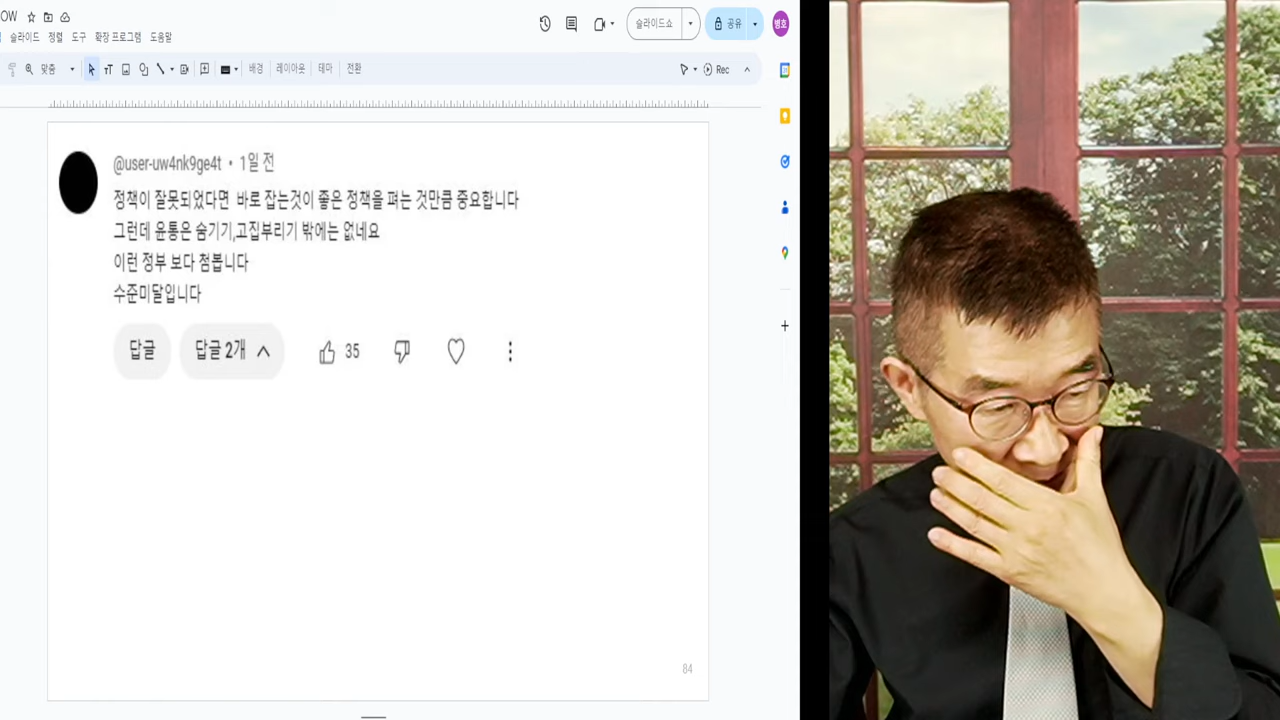 OW
슬라이드 정렬 도구 확장 프로그램 도움말
슬라이드쇼
공유
병호
맞춤
배경 레이아웃 테마 전환
Rec
@user-uw4nk9ge4t • 1일 전
정책이 잘못되었다면 바로 잡는것이 좋은 정책을 펴는 것만큼 중요합니다
그런데 윤통은 숨기기,고집부리기 밖에는 없네요
이런 정부 보다 첨봅니다
수준미달입니다
답글 답글 2개 35
84